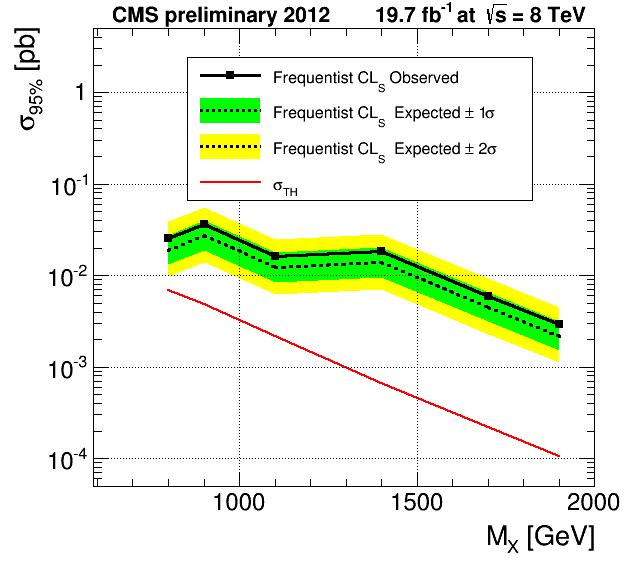 CMS preliminary 2012 19.7 fb⁻¹ at √s = 8 TeV
σ95% [pb]
Frequentist CLS Observed
Frequentist CLS Expected ± 1σ
Frequentist CLS Expected ± 2σ
σTH
1
10⁻¹
10⁻²
10⁻³
10⁻⁴
1000 1500 2000
MX [GeV]